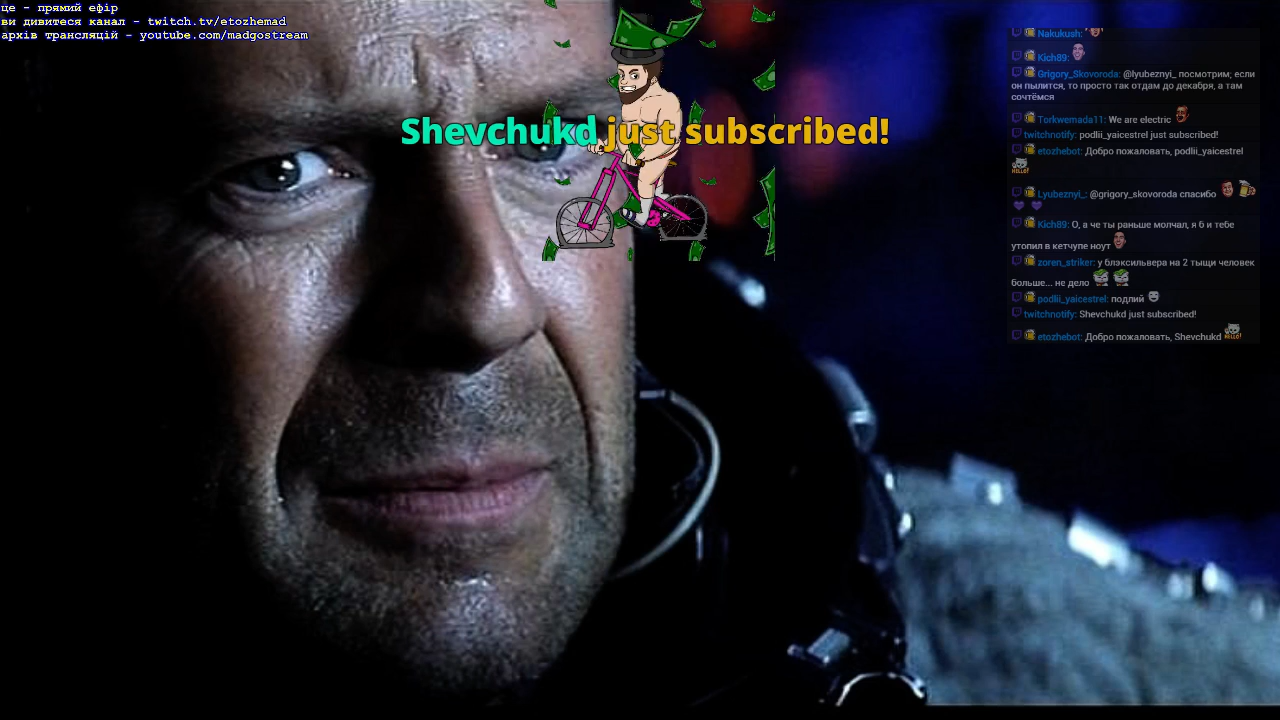 це - прямий ефір
ви дивитеся канал - twitch.tv/etozhemad
архів трансляцій - youtube.com/madgostream
Shevchukd just subscribed!
Nakukush:
Kich89:
Grigory_Skovoroda: @lyubeznyi_ посмотрим; если
он пылится, то просто так отдам до декабря, а там
сочтёмся
Torkwemada11: We are electric
twitchnotify: podlii_yaicestrel just subscribed!
etozhebot: Добро пожаловать, podlii_yaicestrel
HELLO!
Lyubeznyi_: @grigory_skovoroda спасибо
Kich89: О, а че ты раньше молчал, я б и тебе
утопил в кетчупе ноут
zoren_striker: у блэксильвера на 2 тыщи человек
больше... не дело
podlii_yaicestrel: подлий
twitchnotify: Shevchukd just subscribed!
etozhebot: Добро пожаловать, Shevchukd
HELLO!